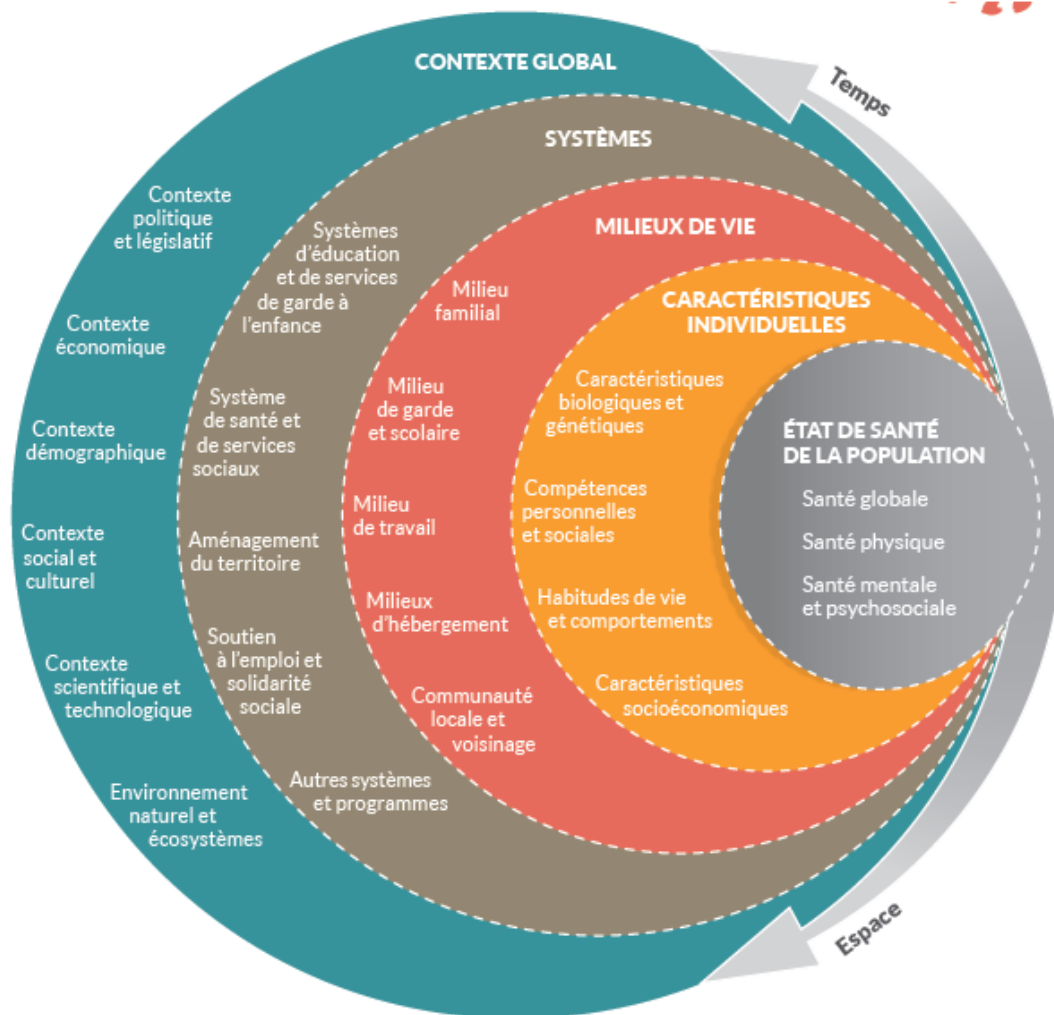 CONTEXTE GLOBAL
Temps
SYSTÈMES
MILIEUX DE VIE
CARACTÉRISTIQUES
INDIVIDUELLES
ÉTAT DE SANTÉ
DE LA POPULATION
Santé globale
Santé physique
Santé mentale
et psychosociale
Contexte
politique
et législatif
Contexte
économique
Contexte
démographique
Contexte
social et
culturel
Contexte
scientifique et
technologique
Environnement
naturel et
écosystèmes
Systèmes
d'éducation
et de services
de garde à
l'enfance
Système
de santé et
de services
sociaux
Aménagement
du territoire
Soutien
à l'emploi et
solidarité
sociale
Autres systèmes
et programmes
Milieu
familial
Milieu
de garde
et scolaire
Milieu
de travail
Milieux
d'hébergement
Communauté
locale et
voisinage
Caractéristiques
biologiques et
génétiques
Compétences
personnelles
et sociales
Habitudes de vie
et comportements
Caractéristiques
socioéconomiques
Espace